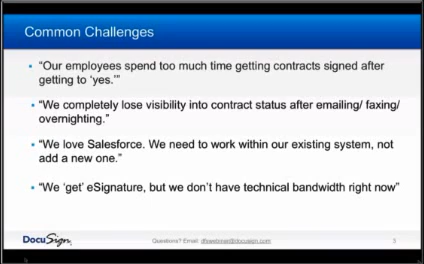 Common Challenges
• “Our employees spend too much time getting contracts signed after
getting to ‘yes.’”
• “We completely lose visibility into contract status after emailing/ faxing/
overnighting.”
• “We love Salesforce. We need to work within our existing system, not
add a new one.”
• “We ‘get’ eSignature, but we don’t have technical bandwidth right now”
DocuSign
Questions? Email
5